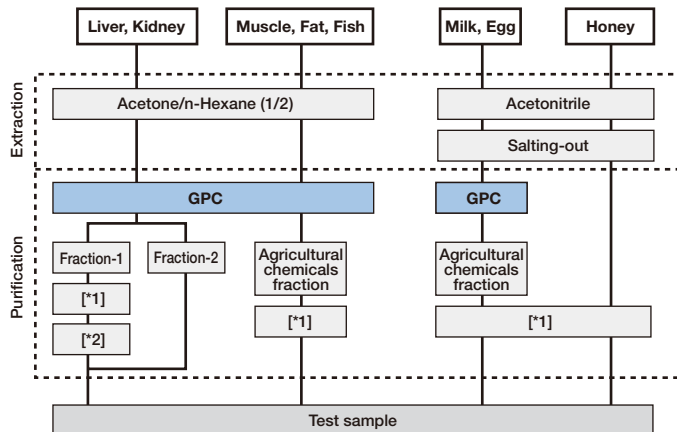 Liver, Kidney
Muscle, Fat, Fish
Milk, Egg
Honey
Extraction
Acetone/n-Hexane (1/2)
Acetonitrile
Salting-out
Purification
GPC
GPC
Fraction-1
Fraction-2
Agricultural
chemicals
fraction
Agricultural
chemicals
fraction
[*1]
[*1]
[*1]
[*2]
Test sample